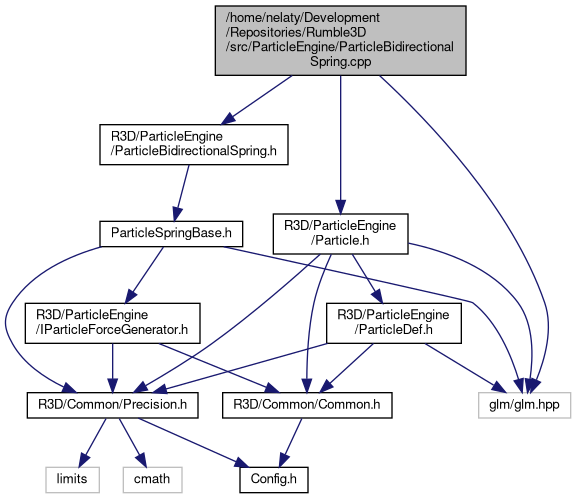 /home/nelaty/Development
/Repositories/Rumble3D
/src/ParticleEngine/ParticleBidirectional
Spring.cpp
R3D/ParticleEngine
/ParticleBidirectionalSpring.h
ParticleSpringBase.h
R3D/ParticleEngine
/Particle.h
R3D/ParticleEngine
/IParticleForceGenerator.h
R3D/ParticleEngine
/ParticleDef.h
R3D/Common/Precision.h
R3D/Common/Common.h
glm/glm.hpp
limits
cmath
Config.h